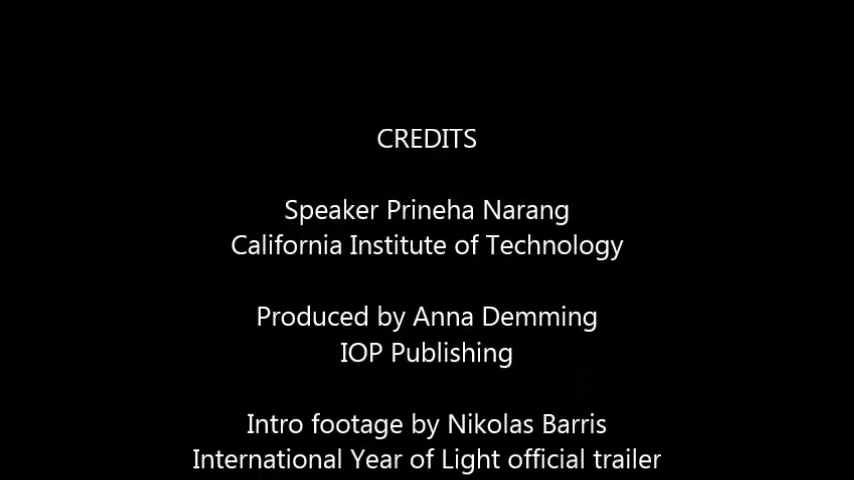 CREDITS
Speaker Prineha Narang
California Institute of Technology
Produced by Anna Demming
IOP Publishing
Intro footage by Nikolas Barris
International Year of Light official trailer